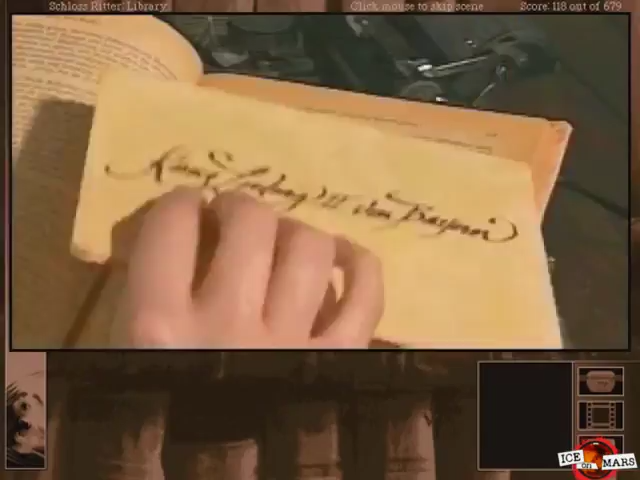 Schloss Ritter: Library
Click mouse to skip scene
Score: 118 out of 679
König Ludwig II von Bayern
ICE on MARS